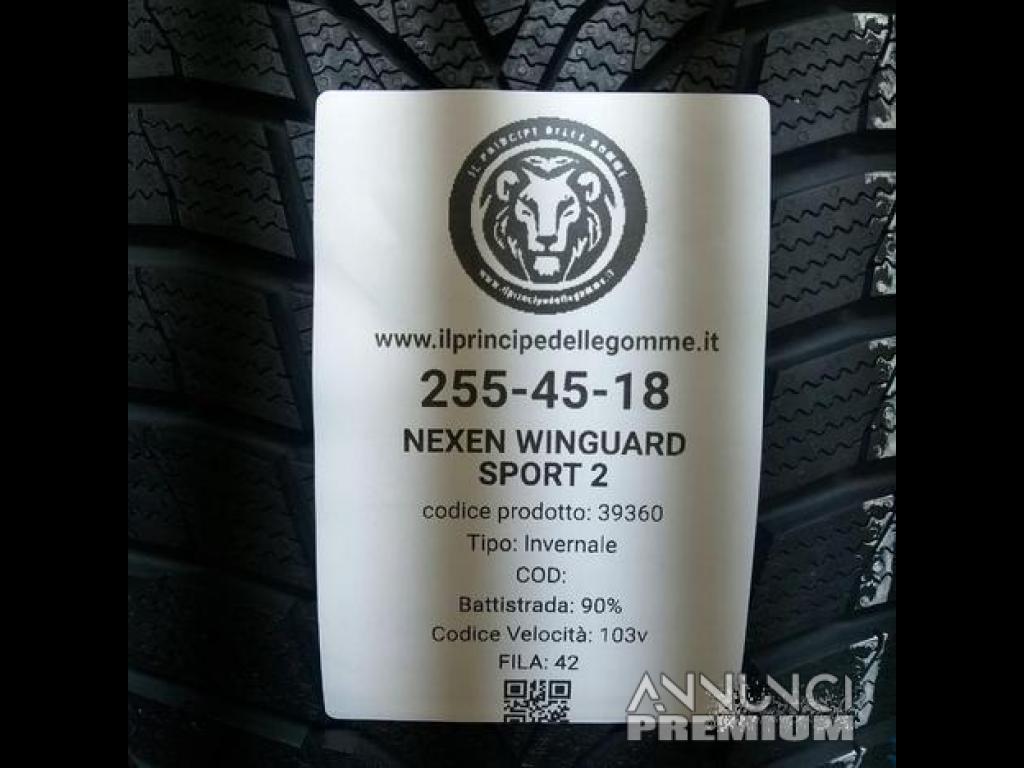 IL PRINCIPE DELLE GOMME
www.ilprincipedellegomme.it
www.ilprincipedellegomme.it
255-45-18
NEXEN WINGUARD
SPORT 2
codice prodotto: 39360
Tipo: Invernale
COD:
Battistrada: 90%
Codice Velocità: 103v
FILA: 42
ANNUNCI
PREMIUM